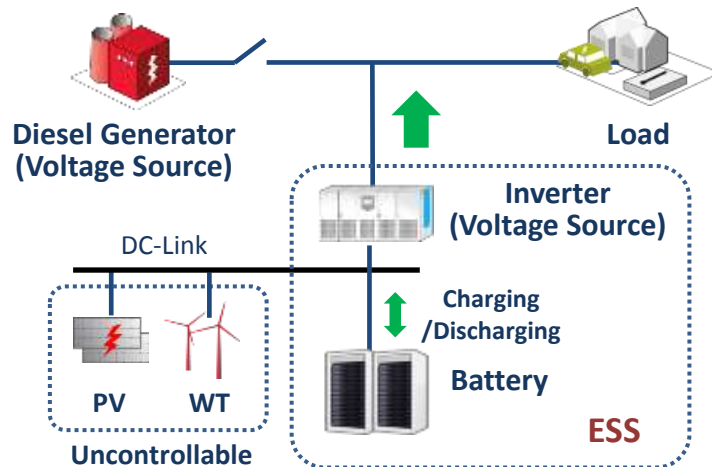 Diesel Generator
(Voltage Source)
Load
Inverter
(Voltage Source)
DC-Link
Charging
/Discharging
PV
WT
Battery
Uncontrollable
ESS